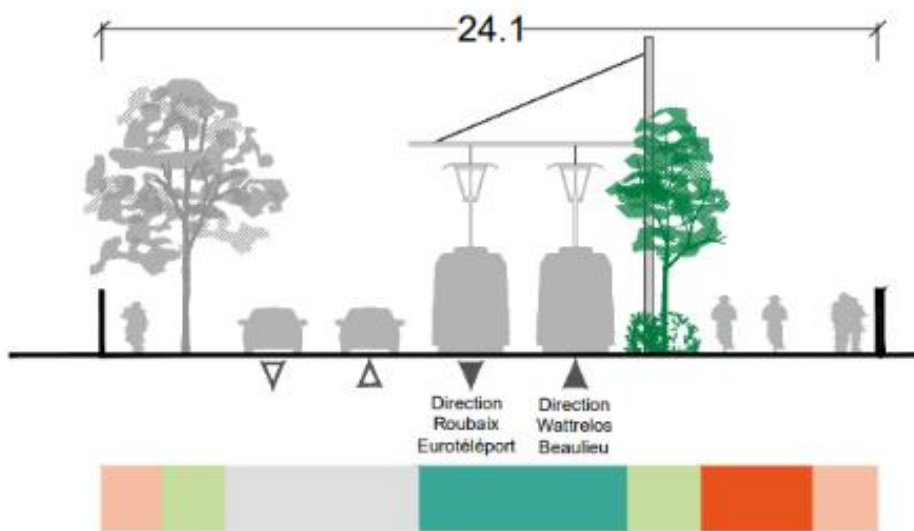 24.1
Direction
Roubaix
Eurotéléport
Direction
Wattrelos
Beaulieu